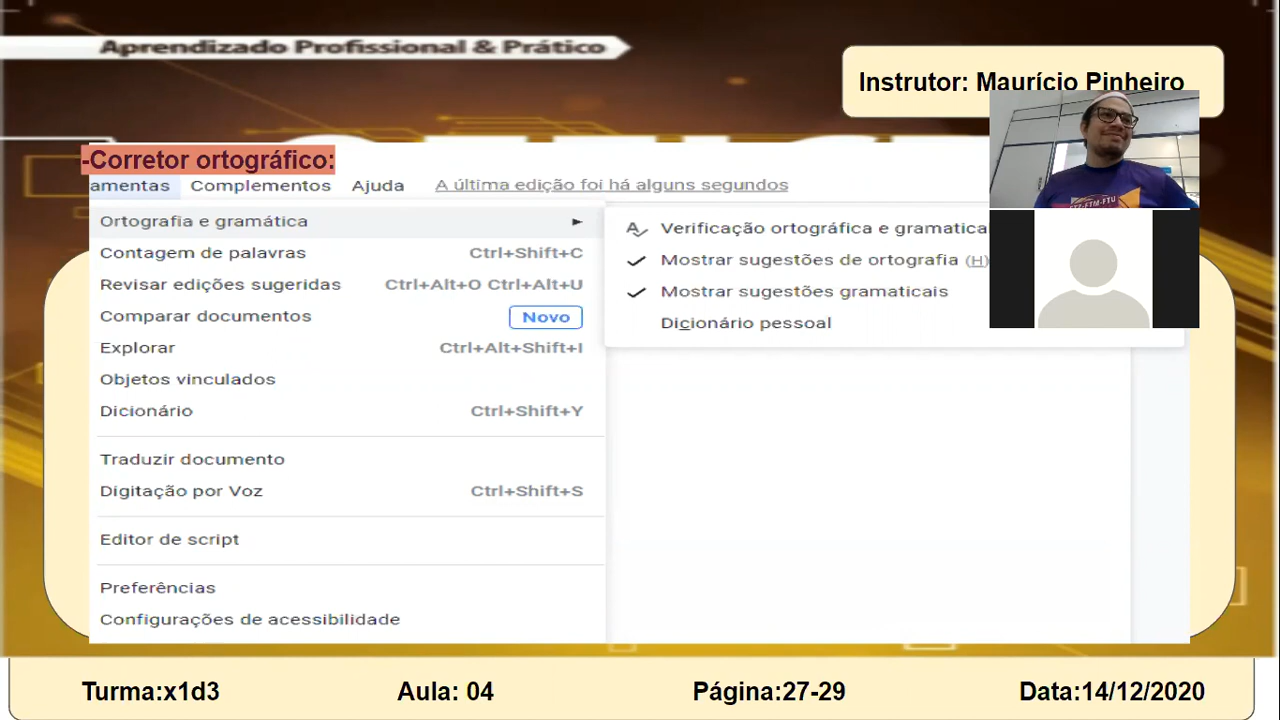 Aprendizado Profissional & Prático
Instrutor: Maurício Pinheiro
-Corretor ortográfico:
amentas Complementos Ajuda A última edição foi há alguns segundos
Ortografia e gramática
Contagem de palavras Ctrl+Shift+C
Revisar edições sugeridas Ctrl+Alt+O Ctrl+Alt+U
Comparar documentos Novo
Explorar Ctrl+Alt+Shift+I
Objetos vinculados
Dicionário Ctrl+Shift+Y
Traduzir documento
Digitação por Voz Ctrl+Shift+S
Editor de script
Preferências
Configurações de acessibilidade
Verificação ortográfica e gramatica
Mostrar sugestões de ortografia (H)
Mostrar sugestões gramaticais
Dicionário pessoal
Turma:x1d3 Aula: 04 Página:27-29 Data:14/12/2020